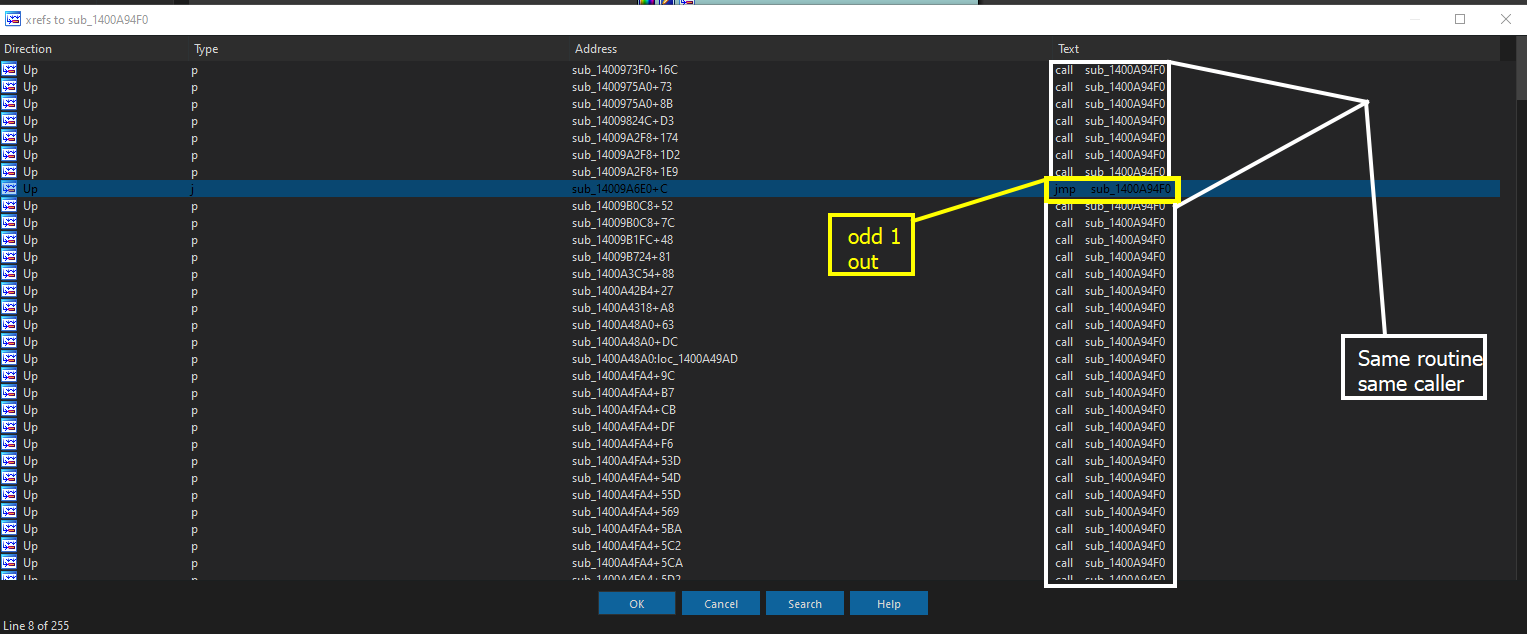 xrefs to sub_1400A94F0
Direction Type Address Text
Up p sub_1400973F0+16C call sub_1400A94F0
Up p sub_1400975A0+73 call sub_1400A94F0
Up p sub_1400975A0+8B call sub_1400A94F0
Up p sub_14009824C+D3 call sub_1400A94F0
Up p sub_14009A2F8+174 call sub_1400A94F0
Up p sub_14009A2F8+1D2 call sub_1400A94F0
Up p sub_14009A2F8+1E9 call sub_1400A94F0
Up j sub_14009A6E0+C jmp sub_1400A94F0
Up p sub_14009B0C8+52 call sub_1400A94F0
Up p sub_14009B0C8+7C call sub_1400A94F0
Up p sub_14009B1FC+48 call sub_1400A94F0
Up p sub_14009B724+81 call sub_1400A94F0
Up p sub_1400A3C54+88 call sub_1400A94F0
Up p sub_1400A42B4+27 call sub_1400A94F0
Up p sub_1400A4318+A8 call sub_1400A94F0
Up p sub_1400A48A0+63 call sub_1400A94F0
Up p sub_1400A48A0+DC call sub_1400A94F0
Up p sub_1400A48A0:loc_1400A49AD call sub_1400A94F0
Up p sub_1400A4FA4+9C call sub_1400A94F0
Up p sub_1400A4FA4+B7 call sub_1400A94F0
Up p sub_1400A4FA4+CB call sub_1400A94F0
Up p sub_1400A4FA4+DF call sub_1400A94F0
Up p sub_1400A4FA4+F6 call sub_1400A94F0
Up p sub_1400A4FA4+53D call sub_1400A94F0
Up p sub_1400A4FA4+54D call sub_1400A94F0
Up p sub_1400A4FA4+55D call sub_1400A94F0
Up p sub_1400A4FA4+569 call sub_1400A94F0
Up p sub_1400A4FA4+5BA call sub_1400A94F0
Up p sub_1400A4FA4+5C2 call sub_1400A94F0
Up p sub_1400A4FA4+5CA call sub_1400A94F0
Up p sub_1400A4FA4+5D2 call sub_1400A94F0
odd 1
out
Same routine
same caller
OK Cancel Search Help
Line 8 of 255